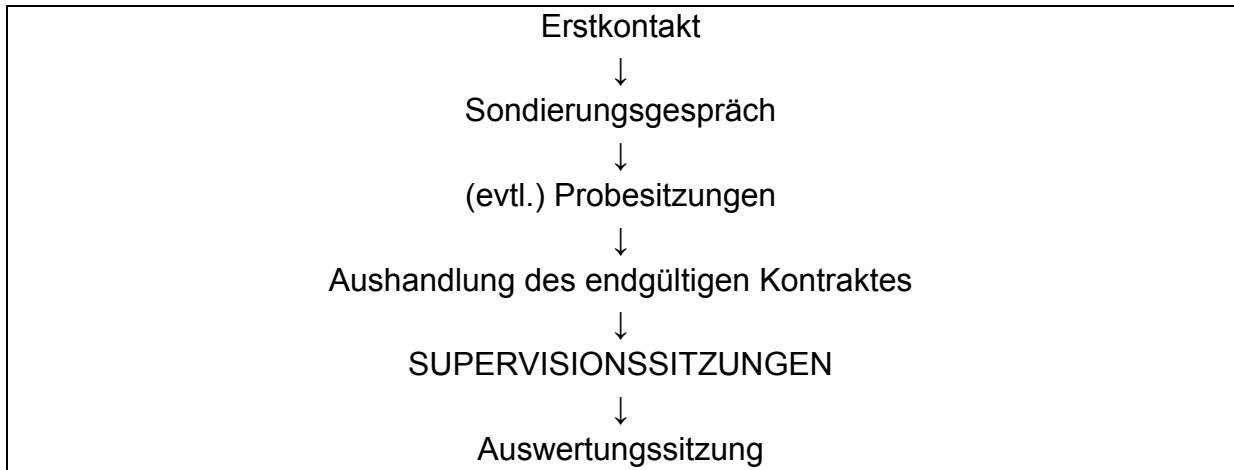 Erstkontakt
↓
Sondierungsgespräch
↓
(evtl.) Probesitzungen
↓
Aushandlung des endgültigen Kontraktes
↓
SUPERVISIONSSITZUNGEN
↓
Auswertungssitzung